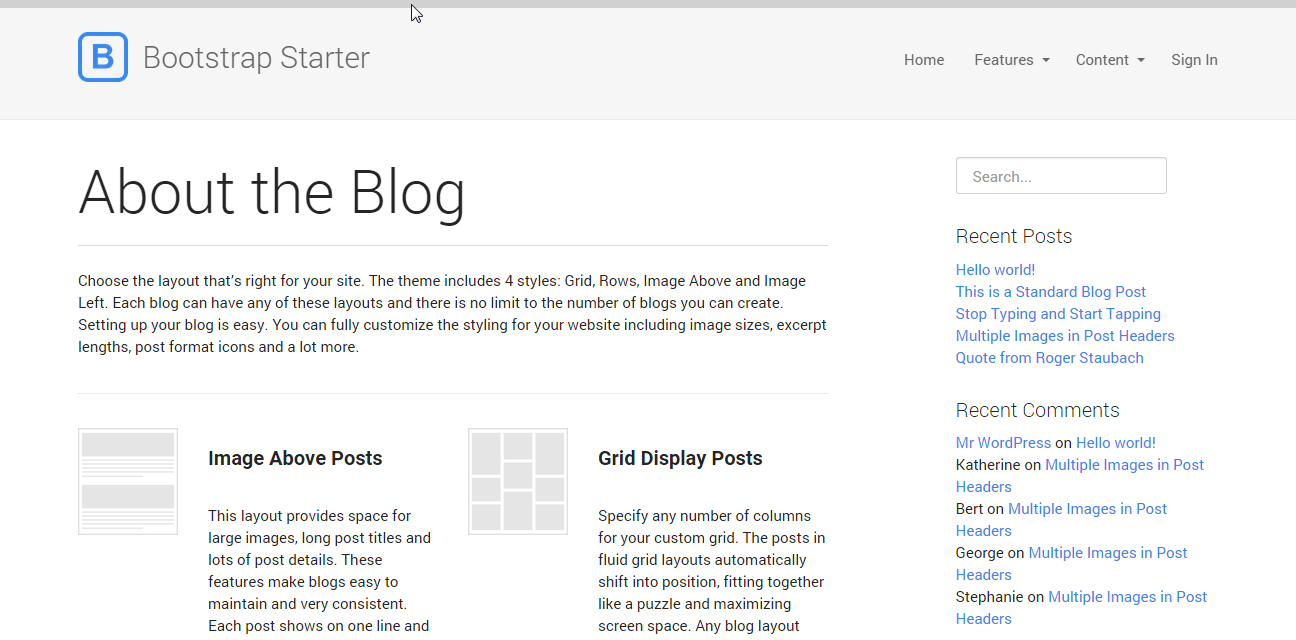 B Bootstrap Starter
Home Features Content Sign In
About the Blog
Choose the layout that’s right for your site. The theme includes 4 styles: Grid, Rows, Image Above and Image
Left. Each blog can have any of these layouts and there is no limit to the number of blogs you can create.
Setting up your blog is easy. You can fully customize the styling for your website including image sizes, excerpt
lengths, post format icons and a lot more.
Image Above Posts
This layout provides space for
large images, long post titles and
lots of post details. These
features make blogs easy to
maintain and very consistent.
Each post shows on one line and
Grid Display Posts
Specify any number of columns
for your custom grid. The posts in
fluid grid layouts automatically
shift into position, fitting together
like a puzzle and maximizing
screen space. Any blog layout
Search...
Recent Posts
Hello world!
This is a Standard Blog Post
Stop Typing and Start Tapping
Multiple Images in Post Headers
Quote from Roger Staubach
Recent Comments
Mr WordPress on Hello world!
Katherine on Multiple Images in Post
Headers
Bert on Multiple Images in Post
Headers
George on Multiple Images in Post
Headers
Stephanie on Multiple Images in Post
Headers